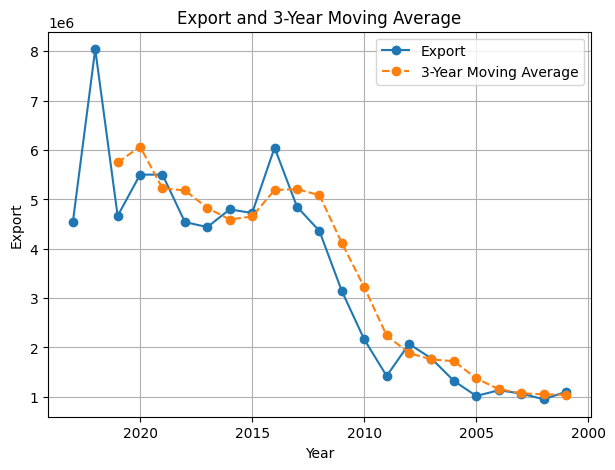 Export and 3-Year Moving Average
1e6
Export
3-Year Moving Average
8
7
6
5
4
3
2
1
Export
2020
2015
2010
2005
2000
Year